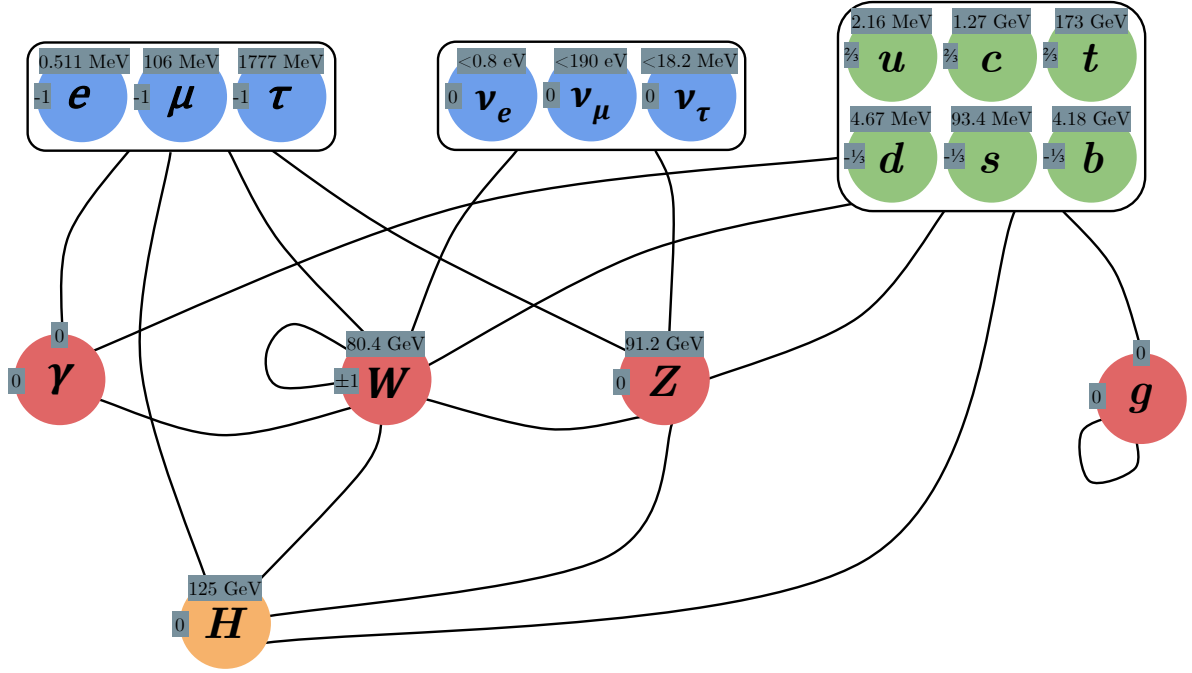 0.511 MeV
-1
e
106 MeV
-1
μ
1777 MeV
-1
τ
<0.8 eV
0
νₑ
<190 eV
0
ν_μ
<18.2 MeV
0
ν_τ
2.16 MeV
⅔
u
1.27 GeV
⅔
c
173 GeV
⅔
t
4.67 MeV
-⅓
d
93.4 MeV
-⅓
s
4.18 GeV
-⅓
b
0
0
γ
80.4 GeV
±1
W
91.2 GeV
0
Z
0
0
g
125 GeV
0
H